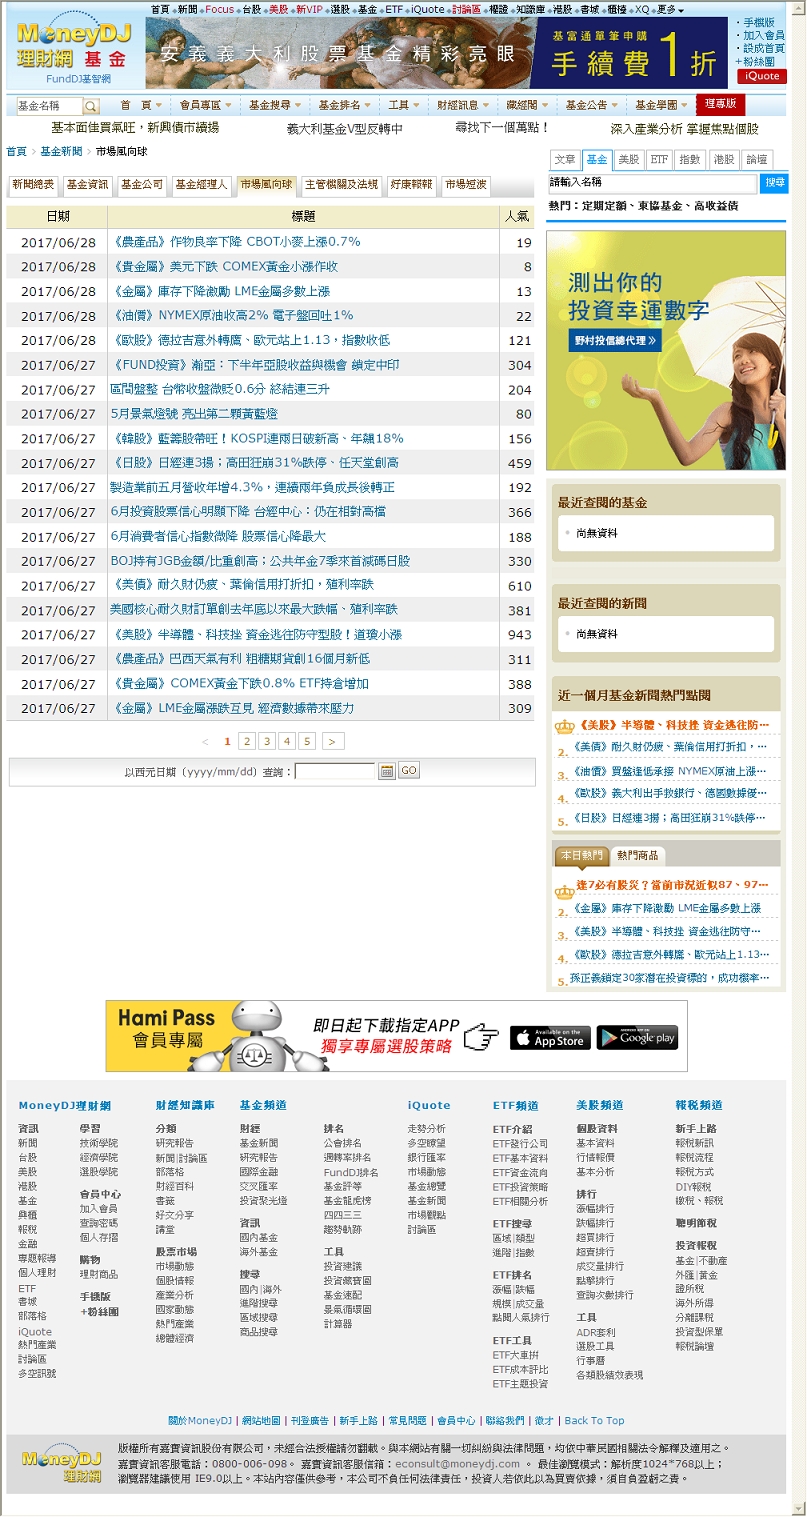 首頁 新聞 Focus 台股 美股 新VIP 選股 基金 ETF iQuote 討論區 權證 知識庫 港股 書城 櫃檯 XQ 更多
MoneyDJ
理財網 基金
FundDJ基智網
安義義大利股票基金精彩亮眼
基富通單筆申購
手續費1折
・手機版
・加入會員
・設成首頁
+粉絲團
iQuote
基金名稱
首 頁 會員專區 基金搜尋 基金排名 工具 財經訊息 藏經閣 基金公告 基金學園 理專版
基本面佳買氣旺，新興債市續揚 義大利基金V型反轉中 尋找下一個萬點！ 深入產業分析 掌握焦點個股
首頁 > 基金新聞 > 市場風向球
新聞總表 基金資訊 基金公司 基金經理人 市場風向球 主管機關及法規 好康報報 市場短波
日期 標題 人氣
2017/06/28 《農產品》作物良率下降 CBOT小麥上漲0.7% 19
2017/06/28 《貴金屬》美元下跌 COMEX黃金小漲作收 8
2017/06/28 《金屬》庫存下降激勵 LME金屬多數上漲 13
2017/06/28 《油價》NYMEX原油收高2% 電子盤回吐1% 22
2017/06/28 《歐股》德拉吉意外轉鷹、歐元站上1.13，指數收低 121
2017/06/27 《FUND投資》瀚亞：下半年亞股收益與機會 鎖定中印 304
2017/06/27 區間盤整 台幣收盤微貶0.6分 終結連三升 204
2017/06/27 5月景氣燈號 亮出第二顆黃藍燈 80
2017/06/27 《韓股》藍籌股帶旺！KOSPI連兩日破新高、年飆18% 156
2017/06/27 《日股》日經連3揚；高田狂崩31%跌停、任天堂創高 459
2017/06/27 製造業前五月營收年增4.3%，連續兩年負成長後轉正 192
2017/06/27 6月投資股票信心明顯下降 台經中心：仍在相對高檔 366
2017/06/27 6月消費者信心指數微降 股票信心降最大 188
2017/06/27 BOJ持有JGB金額/比重創高；公共年金7季來首減碼日股 330
2017/06/27 《美債》耐久財仍疲、葉倫信用打折扣，殖利率跌 610
2017/06/27 美國核心耐久財訂單創去年底以來最大跌幅、殖利率跌 381
2017/06/27 《美股》半導體、科技挫 資金逃往防守型股！道瓊小漲 943
2017/06/27 《農產品》巴西天氣有利 粗糖期貨創16個月新低 311
2017/06/27 《貴金屬》COMEX黃金下跌0.8% ETF持倉增加 388
2017/06/27 《金屬》LME金屬漲跌互見 經濟數據帶來壓力 309
< 1 2 3 4 5 >
以西元日期（yyyy/mm/dd）查詢： GO
文章 基金 美股 ETF 指數 港股 論壇
請輸入名稱 搜尋
熱門：定期定額、東協基金、高收益債
測出你的
投資幸運數字
野村投信總代理
最近查閱的基金
尚無資料
最近查閱的新聞
尚無資料
近一個月基金新聞熱門點閱
《美股》半導體、科技挫 資金逃往防…
2. 《美債》耐久財仍疲、葉倫信用打折扣，…
3. 《油價》買盤逢低承接 NYMEX原油上漲…
4. 《歐股》義大利出手救銀行、德國數據優…
5. 《日股》日經連3揚；高田狂崩31%跌停…
本日熱門 熱門商品
逢7必有股災？當前市況近似87、97…
2. 《金屬》庫存下降激勵 LME金屬多數上漲
3. 《美股》半導體、科技挫 資金逃往防守…
4. 《歐股》德拉吉意外轉鷹、歐元站上1.13…
5. 孫正義鎖定30家潛在投資標的，成功機率…
Hami Pass
會員專屬
即日起下載指定APP
獨享專屬選股策略
Available on the
App Store
Google play
MoneyDJ理財網
資訊
新聞
台股
美股
港股
基金
興櫃
報稅
金融
專題報導
個人理財
ETF
書城
部落格
iQuote
熱門產業
討論區
多空訊號
學習
技術學院
經濟學院
選股學院
會員中心
加入會員
查詢密碼
個人存摺
購物
理財商品
手機版
+粉絲團
財經知識庫
分類
研究報告
新聞|討論區
部落格
財經百科
書籤
好文分享
講堂
股票市場
市場動態
個股情報
產業分析
國家動態
熱門產業
總體經濟
基金頻道
財經
基金新聞
研究報告
國際金融
交叉匯率
投資聚光燈
資訊
國內基金
海外基金
搜尋
國內|海外
進階搜尋
區域搜尋
商品搜尋
排名
公會排名
週轉率排名
FundDJ排名
基金評等
基金龍虎榜
四四三三
趨勢軌跡
工具
投資建議
投資藏寶圖
基金速配
景氣循環圈
計算器
iQuote
走勢分析
多空瞭望
銀行匯率
市場動態
基金總覽
基金新聞
市場觀點
討論區
ETF頻道
ETF介紹
ETF發行公司
ETF基本資料
ETF資金流向
ETF投資策略
ETF相關分析
ETF搜尋
區域|類型
進階|指數
ETF排名
漲幅|跌幅
規模|成交量
點閱人氣排行
ETF工具
ETF大車拚
ETF成本評比
ETF主題投資
美股頻道
個股資料
基本資料
行情報價
基本分析
排行
漲幅排行
跌幅排行
超買排行
超賣排行
成交量排行
點擊排行
查詢次數排行
工具
ADR套利
選股工具
行事曆
各類股績效表現
報稅頻道
新手上路
報稅新訊
報稅流程
報稅方式
DIY報稅
繳稅、報稅
聰明節稅
投資報稅
基金|不動產
外匯|黃金
證所稅
海外所得
分離課稅
投資型保單
報稅論壇
關於MoneyDJ | 網站地圖 | 刊登廣告 | 新手上路 | 常見問題 | 會員中心 | 聯絡我們 | 徵才 | Back To Top
MoneyDJ
理財網
版權所有嘉實資訊股份有限公司，未經合法授權請勿翻載。與本網站有關一切糾紛與法律問題，均依中華民國相關法令解釋及適用之。
嘉實資訊客服電話：0800-006-098。 嘉實資訊客服信箱：econsult@moneydj.com 。 最佳瀏覽模式：解析度1024*768以上；
瀏覽器建議使用 IE9.0以上。本站內容僅供參考，本公司不負任何法律責任，投資人若依此以為買賣依據，須自負盈虧之責。